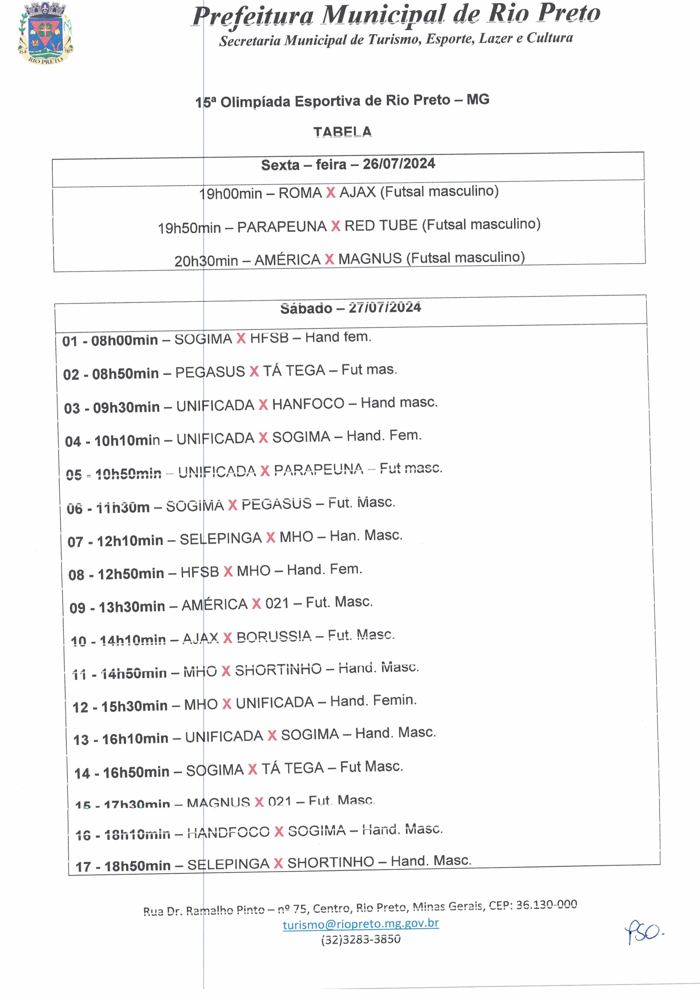 Prefeitura Municipal de Rio Preto
Secretaria Municipal de Turismo, Esporte, Lazer e Cultura
21-9 1871
RIO PRETO
15ª Olimpíada Esportiva de Rio Preto – MG
TABELA
Sexta – feira – 26/07/2024
19h00min – ROMA X AJAX (Futsal masculino)
19h50min – PARAPEUNA X RED TUBE (Futsal masculino)
20h30min – AMÉRICA X MAGNUS (Futsal masculino)
Sábado – 27/07/2024
01 - 08h00min – SOGIMA X HFSB – Hand fem.
02 - 08h50min – PEGASUS X TÁ TEGA – Fut mas.
03 - 09h30min – UNIFICADA X HANFOCO – Hand masc.
04 - 10h10min – UNIFICADA X SOGIMA – Hand. Fem.
05 - 10h50min – UNIFICADA X PARAPEUNA – Fut masc.
06 - 11h30m – SOGIMA X PEGASUS – Fut. Masc.
07 - 12h10min – SELEPINGA X MHO – Han. Masc.
08 - 12h50min – HFSB X MHO – Hand. Fem.
09 - 13h30min – AMÉRICA X 021 – Fut. Masc.
10 - 14h10min – AJAX X BORUSSIA – Fut. Masc.
11 - 14h50min – MHO X SHORTINHO – Hand. Masc.
12 - 15h30min – MHO X UNIFICADA – Hand. Femin.
13 - 16h10min – UNIFICADA X SOGIMA – Hand. Masc.
14 - 16h50min – SOGIMA X TÁ TEGA – Fut Masc.
15 - 17h30min – MAGNUS X 021 – Fut. Masc.
16 - 18h10min – HANDFOCO X SOGIMA – Hand. Masc.
17 - 18h50min – SELEPINGA X SHORTINHO – Hand. Masc.
Rua Dr. Ramalho Pinto – nº 75, Centro, Rio Preto, Minas Gerais, CEP: 36.130-000
turismo@riopreto.mg.gov.br
(32)3283-3850